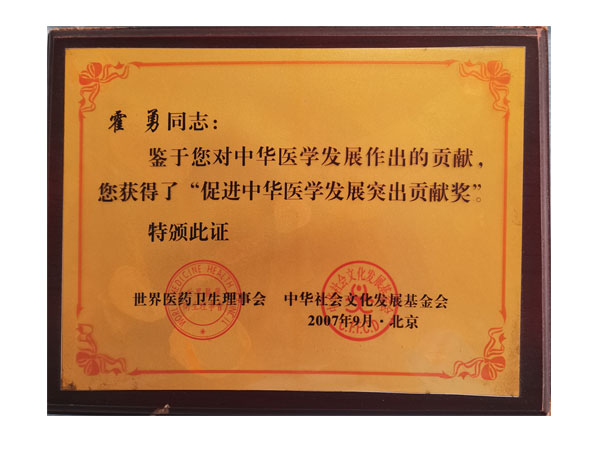 霍 勇同志：
鉴于您对中华医学发展作出的贡献，
您获得了“促进中华医学发展突出贡献奖”。
特颁此证
世界医药卫生理事会 中华社会文化发展基金会
2007年9月·北京